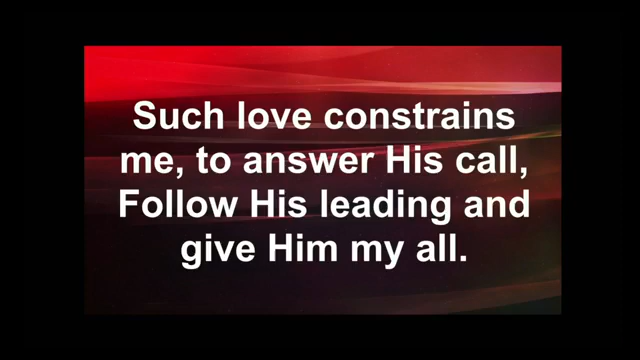 Such love constrains
me, to answer His call,
Follow His leading and
give Him my all.